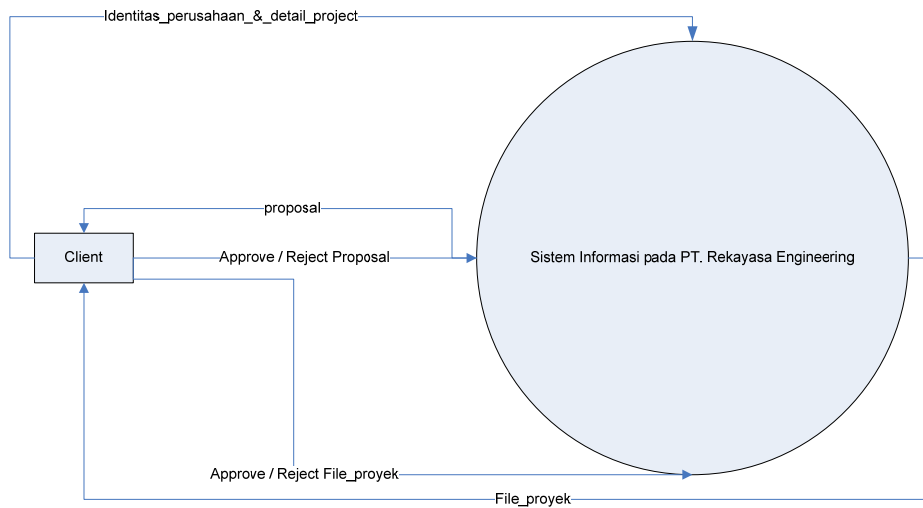 Identitas_perusahaan_&_detail_project
proposal
Client
Approve / Reject Proposal
Sistem Informasi pada PT. Rekayasa Engineering
Approve / Reject File_proyek
File_proyek